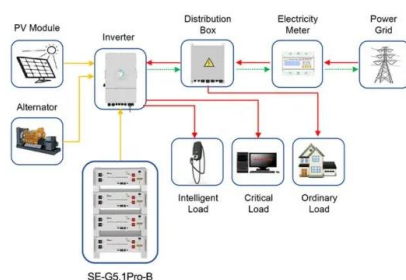 PV Module
Inverter
Distribution
Box
Electricity
Meter
Power
Grid
Alternator
Intelligent
Load
Critical
Load
Ordinary
Load
SE-G5.1Pro-B